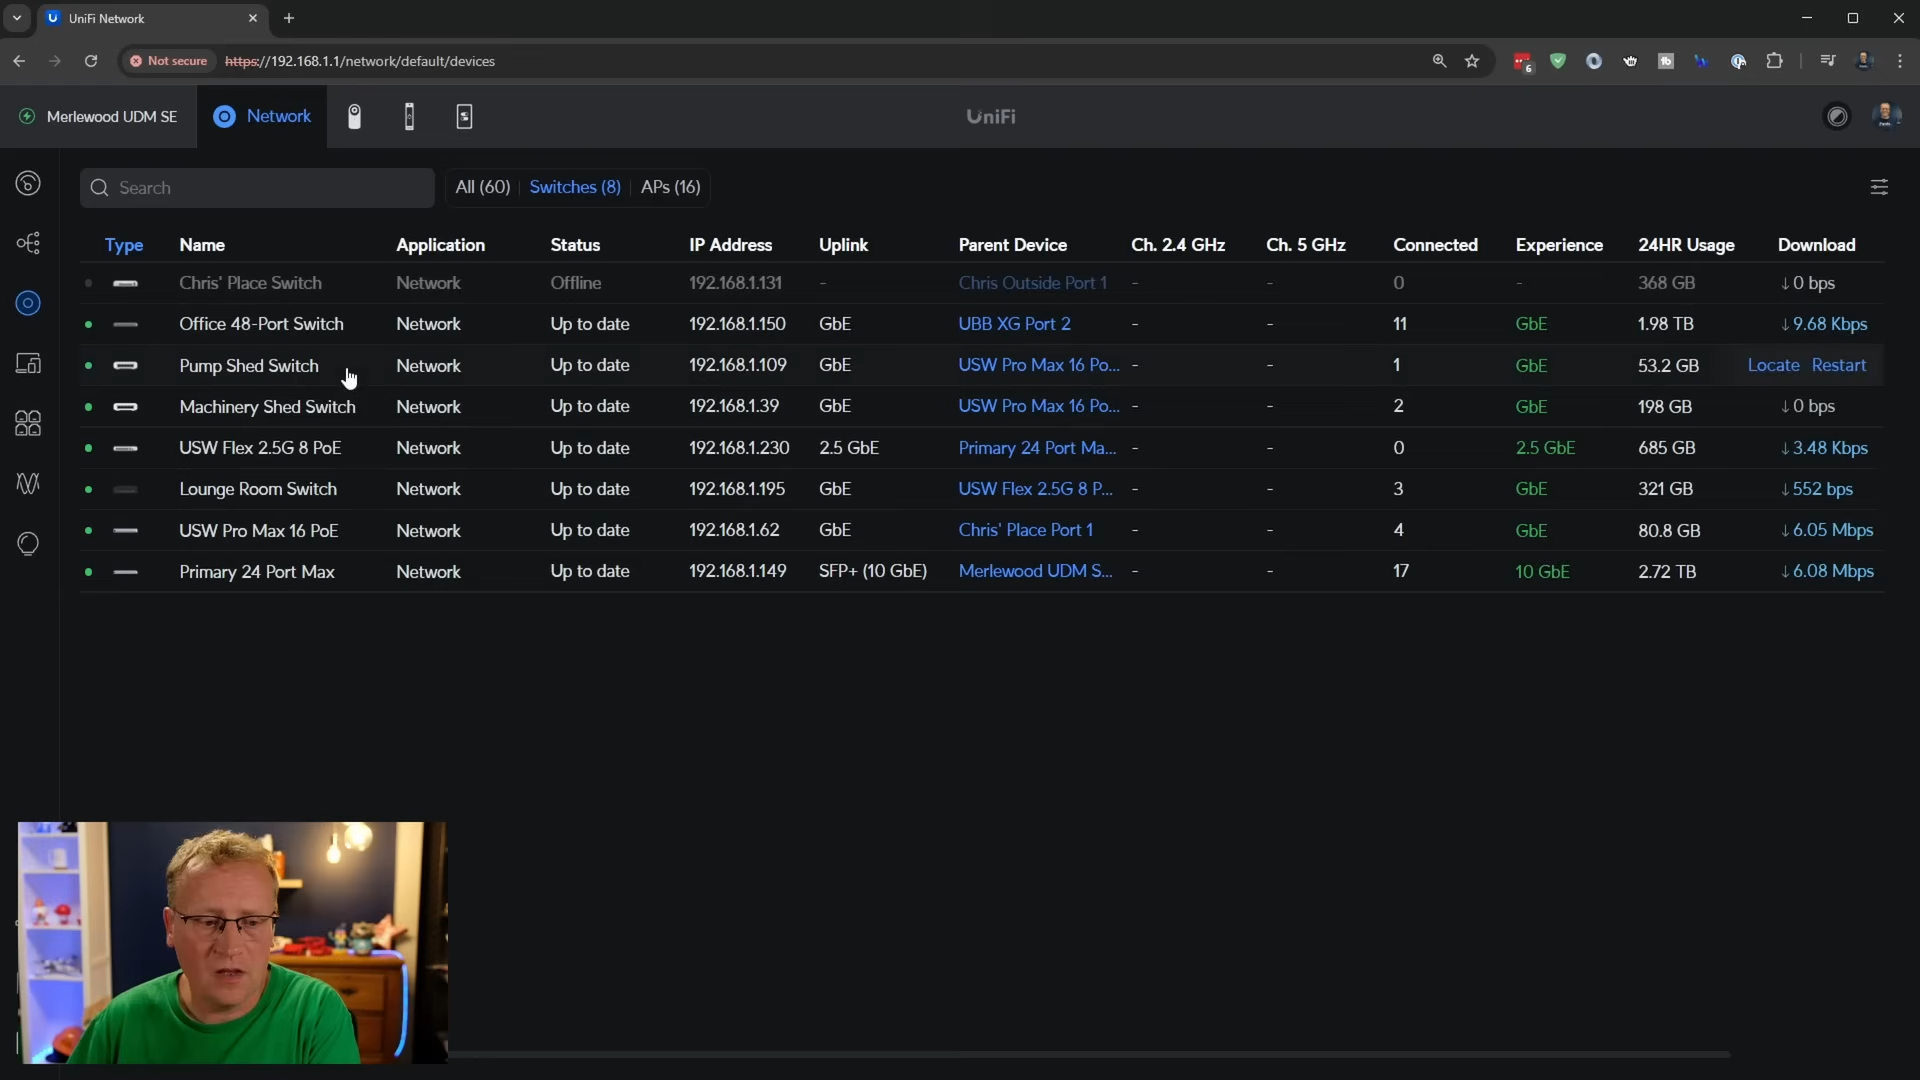 UniFi Network
Not secure https://192.168.1.1/network/default/devices
6
Merlewood UDM SE Network UniFi
Search All (60) Switches (8) APs (16)
Type Name Application Status IP Address Uplink Parent Device Ch. 2.4 GHz Ch. 5 GHz Connected Experience 24HR Usage Download
Chris' Place Switch Network Offline 192.168.1.131 - Chris Outside Port 1 - - 0 - 368 GB ↓0 bps
Office 48-Port Switch Network Up to date 192.168.1.150 GbE UBB XG Port 2 - - 11 GbE 1.98 TB ↓9.68 Kbps
Pump Shed Switch Network Up to date 192.168.1.109 GbE USW Pro Max 16 Po... - - 1 GbE 53.2 GB Locate Restart
Machinery Shed Switch Network Up to date 192.168.1.39 GbE USW Pro Max 16 Po... - - 2 GbE 198 GB ↓0 bps
USW Flex 2.5G 8 PoE Network Up to date 192.168.1.230 2.5 GbE Primary 24 Port Ma... - - 0 2.5 GbE 685 GB ↓3.48 Kbps
Lounge Room Switch Network Up to date 192.168.1.195 GbE USW Flex 2.5G 8 P... - - 3 GbE 321 GB ↓552 bps
USW Pro Max 16 PoE Network Up to date 192.168.1.62 GbE Chris' Place Port 1 - - 4 GbE 80.8 GB ↓6.05 Mbps
Primary 24 Port Max Network Up to date 192.168.1.149 SFP+ (10 GbE) Merlewood UDM S... - - 17 10 GbE 2.72 TB ↓6.08 Mbps